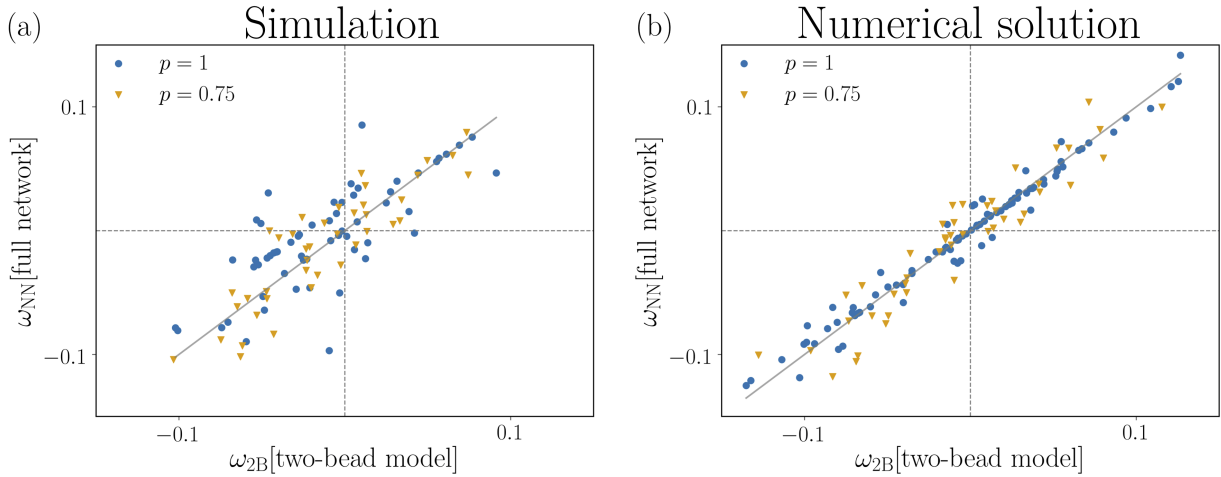 (a) Simulation
p = 1
p = 0.75
0.1
−0.1
ω_NN[full network]
−0.1 0.1
ω_2B[two-bead model]
(b) Numerical solution
p = 1
p = 0.75
0.1
−0.1
ω_NN[full network]
−0.1 0.1
ω_2B[two-bead model]